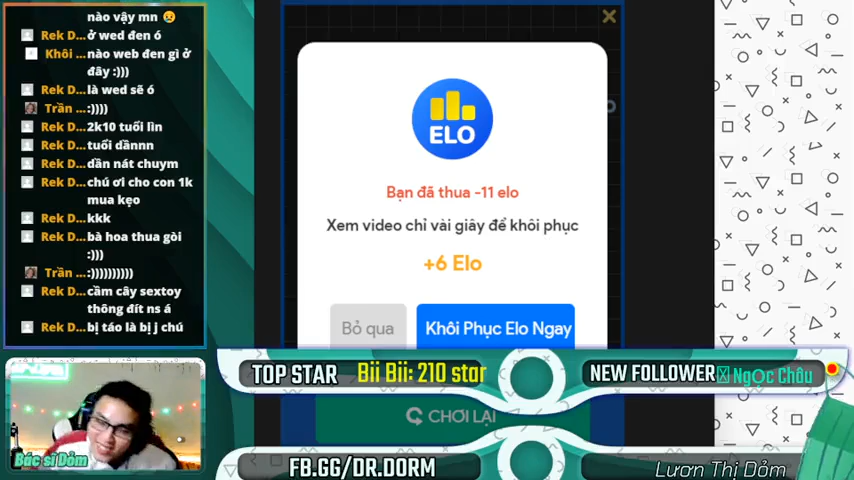 nào vậy mn 😣
Rek D...ở wed đen ó
Khôi ...nào web đen gì ở
đây :)))
Rek D...là wed sẽ ó
Trần ...:))))
Rek D...2k10 tuổi lìn
Rek D...tuổi dầnnn
Rek D...dần nát chuym
Rek D...chú ơi cho con 1k
mua kẹo
Rek D...kkk
Rek D...bà hoa thua gòi
:)))
Trần ...:))))))))))
Rek D...cầm cây sextoy
thông đít ns á
Rek D...bị táo là bị j chú
ELO
Bạn đã thua -11 elo
Xem video chỉ vài giây để khôi phục
+6 Elo
Bỏ qua
Khôi Phục Elo Ngay
TOP STAR
Bii Bii: 210 star
NEW FOLLOWER
Ngọc Châu
CHƠI LẠI
Bác sĩ Dỏm
FB.GG/DR.DORM
Lươn Thị Dỏm